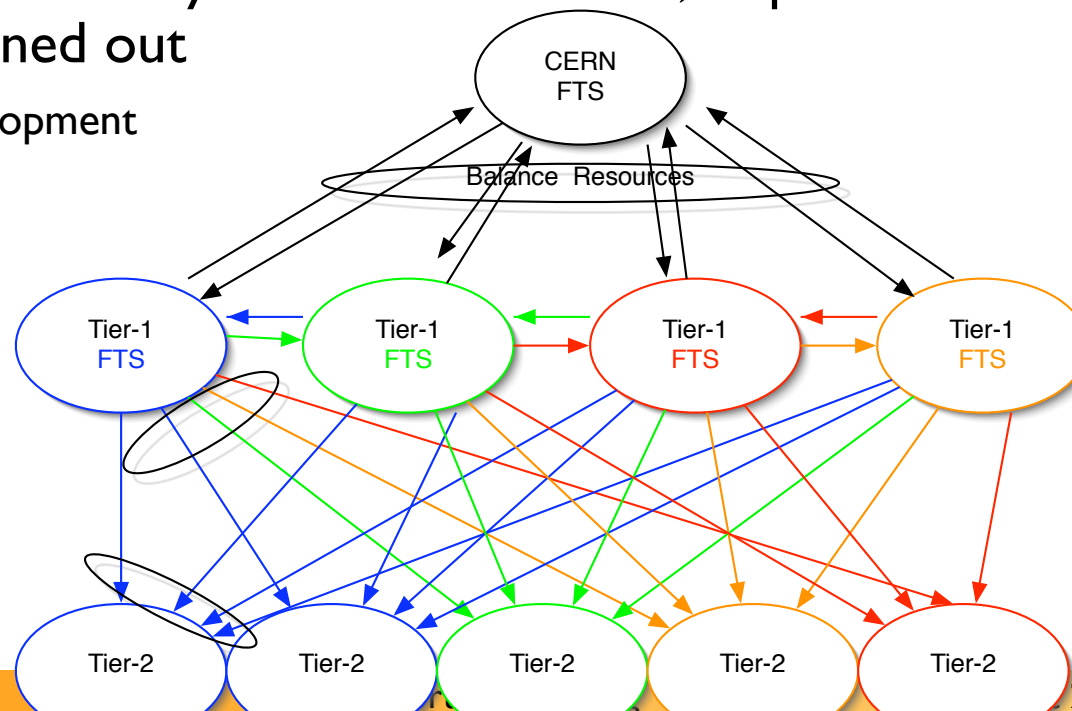 ned out
opment
CERN
FTS
Balance Resources
Tier-1
FTS
Tier-1
FTS
Tier-1
FTS
Tier-1
FTS
Tier-2
Tier-2
Tier-2
Tier-2
Tier-2